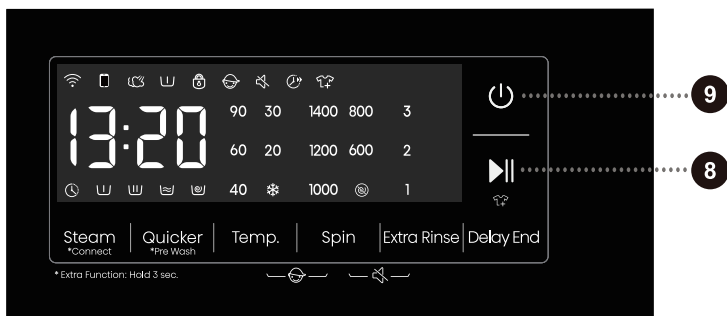 90 30 1400 800 3
13:20
60 20 1200 600 2
40 1000 1
Steam Quicker Temp. Spin Extra Rinse Delay End
*Connect *Pre Wash
* Extra Function: Hold 3 sec.
9
8